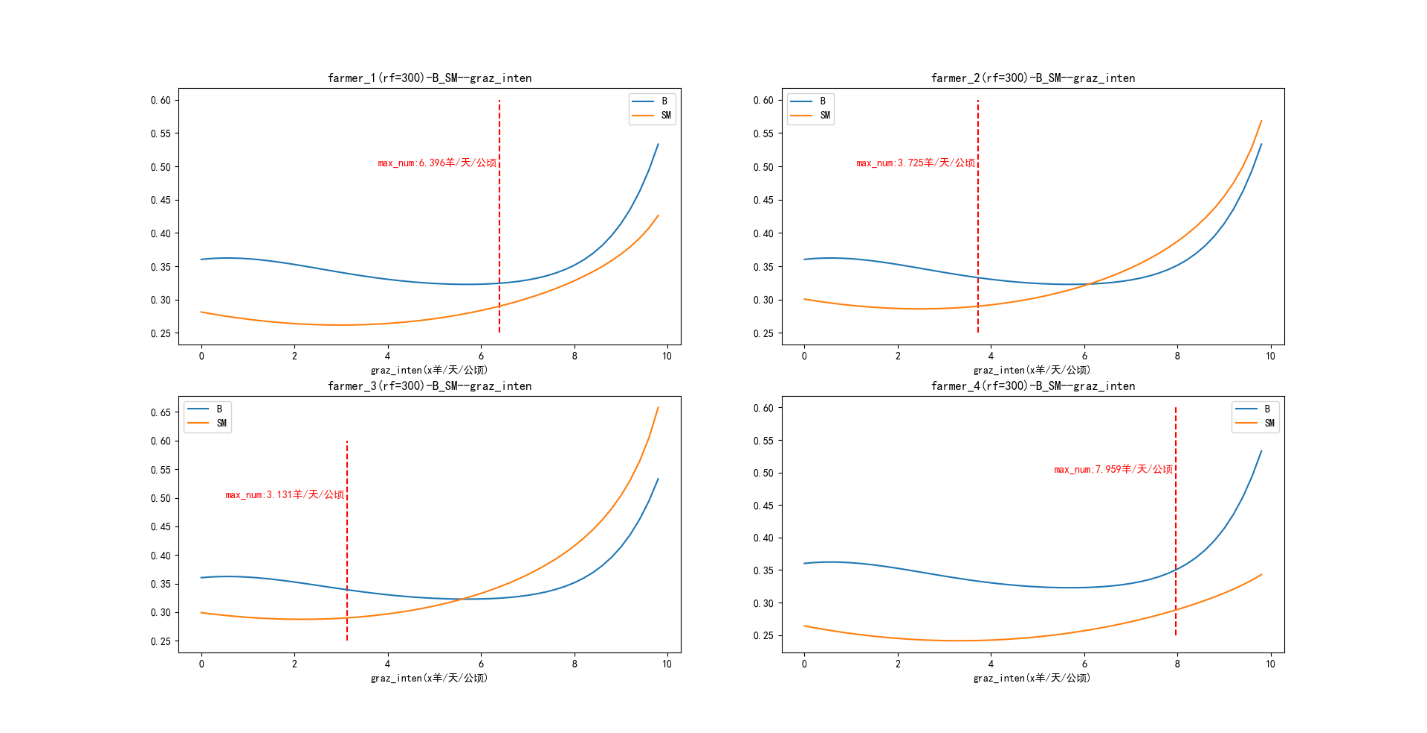 farmer_1(rf=300)-B_SM--graz_inten
0.60
0.55
0.50
0.45
0.40
0.35
0.30
0.25
B
SM
max_num:6.396羊/天/公顷
0 2 4 6 8 10
graz_inten(x羊/天/公顷)
farmer_2(rf=300)-B_SM--graz_inten
0.60
0.55
0.50
0.45
0.40
0.35
0.30
0.25
B
SM
max_num:3.725羊/天/公顷
0 2 4 6 8 10
graz_inten(x羊/天/公顷)
farmer_3(rf=300)-B_SM--graz_inten
0.65
0.60
0.55
0.50
0.45
0.40
0.35
0.30
0.25
B
SM
max_num:3.131羊/天/公顷
0 2 4 6 8 10
graz_inten(x羊/天/公顷)
farmer_4(rf=300)-B_SM--graz_inten
0.60
0.55
0.50
0.45
0.40
0.35
0.30
0.25
B
SM
max_num:7.959羊/天/公顷
0 2 4 6 8 10
graz_inten(x羊/天/公顷)